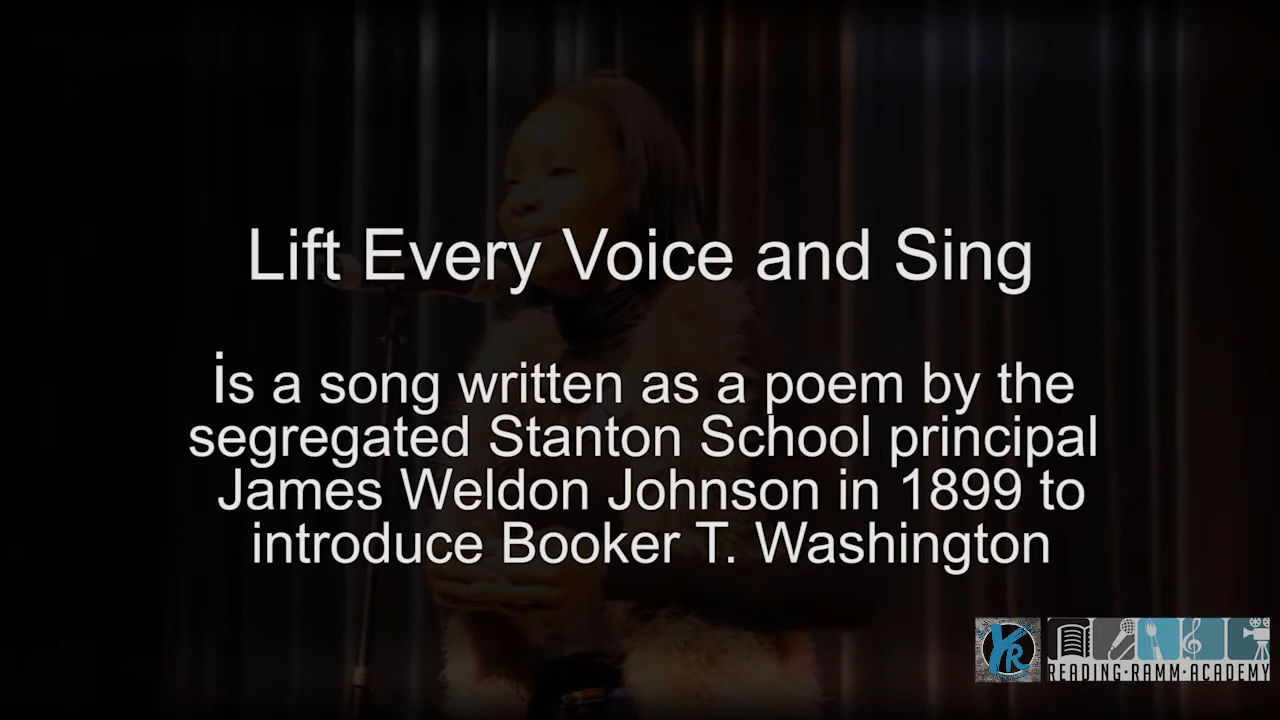 Lift Every Voice and Sing
is a song written as a poem by the
segregated Stanton School principal
James Weldon Johnson in 1899 to
introduce Booker T. Washington
YR
READING·RAMM·ACADEMY